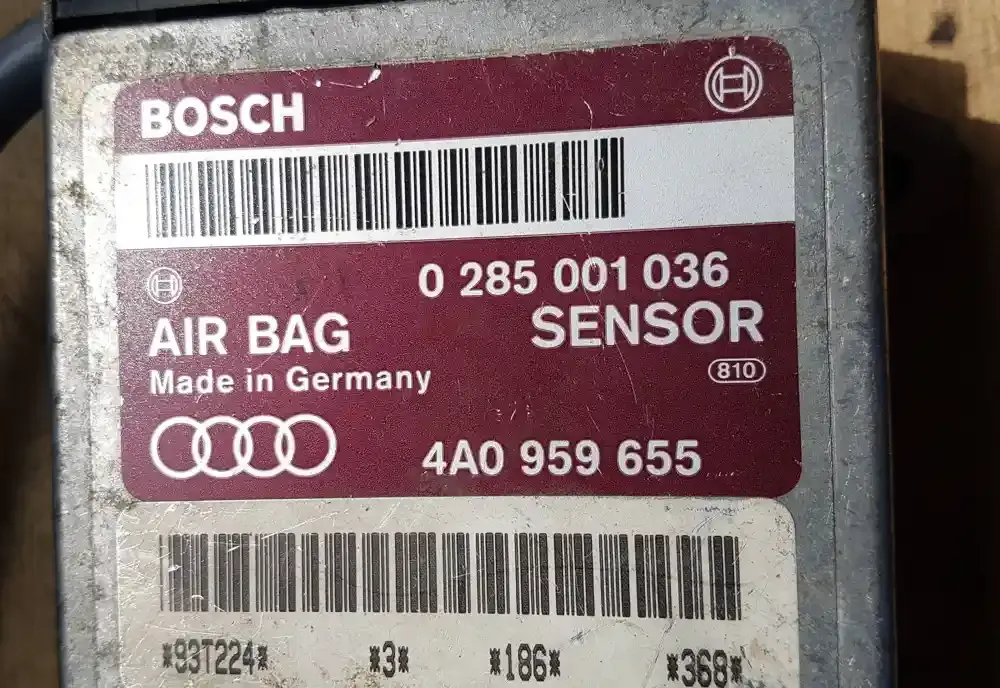 BOSCH
0 285 001 036
AIR BAG SENSOR
810
Made in Germany
4A0 959 655
*93T224* *3* *186* *368*